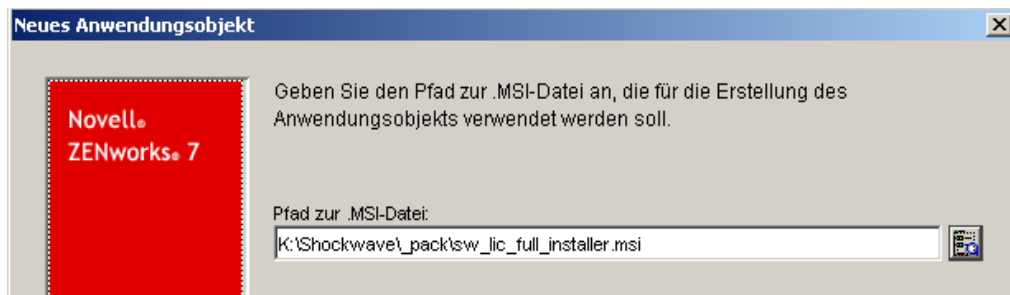 Neues Anwendungsobjekt
Novell®
ZENworks® 7
Geben Sie den Pfad zur .MSI-Datei an, die für die Erstellung des
Anwendungsobjekts verwendet werden soll.
Pfad zur .MSI-Datei:
K:\Shockwave\_pack\sw_lic_full_installer.msi